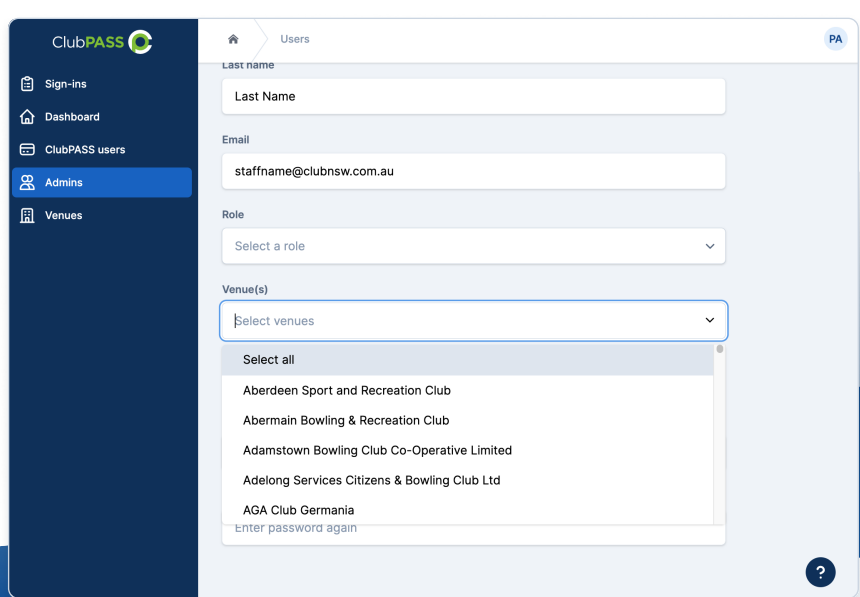 ClubPASS
Users
PA
Sign-ins
Dashboard
ClubPASS users
Admins
Venues
Last name
Last Name
Email
staffname@clubnsw.com.au
Role
Select a role
Venue(s)
Select venues
Select all
Aberdeen Sport and Recreation Club
Abermain Bowling & Recreation Club
Adamstown Bowling Club Co-Operative Limited
Adelong Services Citizens & Bowling Club Ltd
AGA Club Germania
Enter password again
?